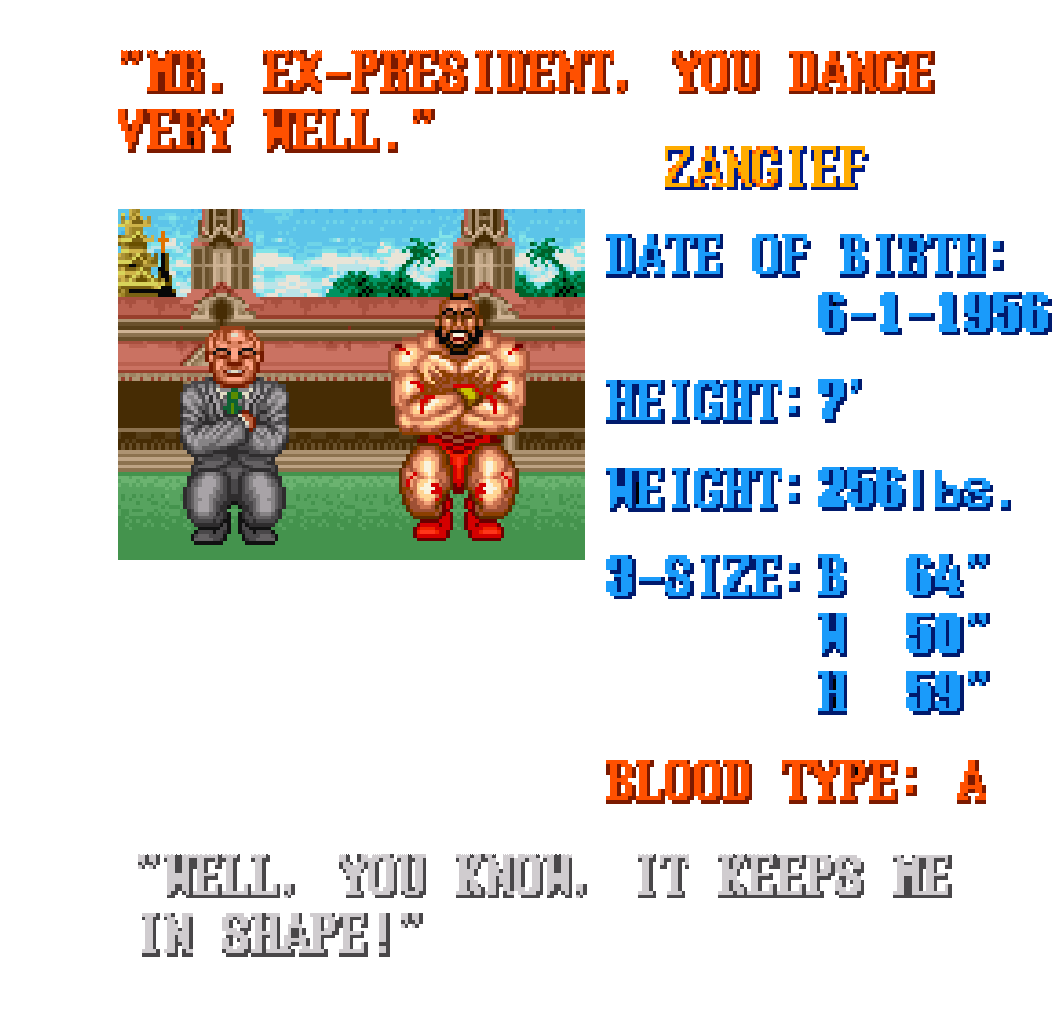 "MR. EX-PRESIDENT, YOU DANCE
VERY WELL."
ZANGIEF
DATE OF BIRTH:
6-1-1956
HEIGHT: 7'
WEIGHT: 256lbs.
3-SIZE: B 64"
W 50"
H 59"
BLOOD TYPE: A
"WELL, YOU KNOW, IT KEEPS ME
IN SHAPE!"